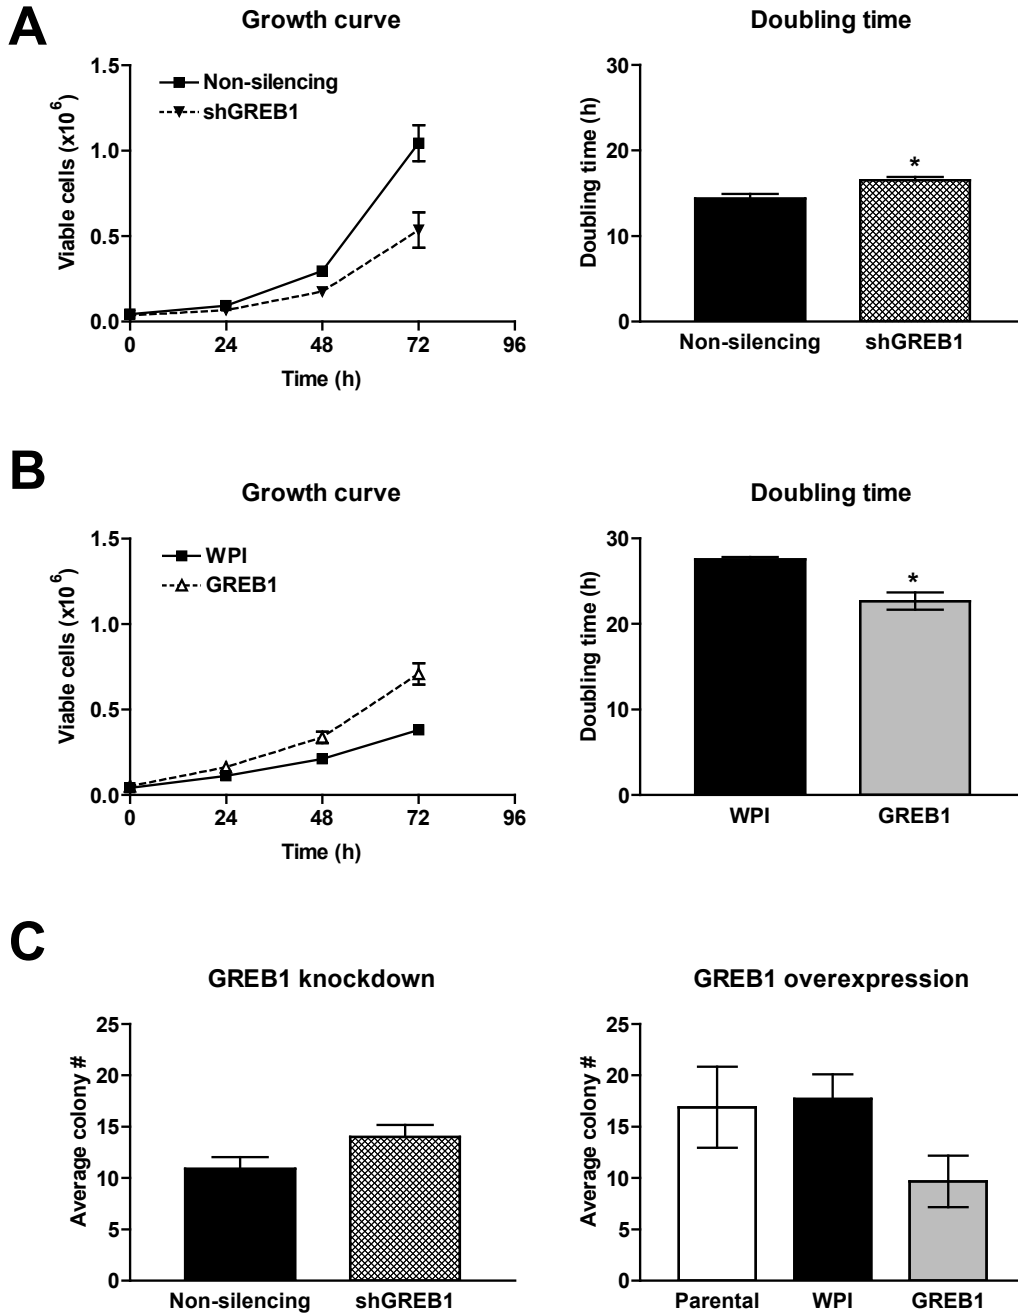 A
Growth curve
Viable cells (x10^6)
1.5
1.0
0.5
0.0
Non-silencing
shGREB1
0 24 48 72 96
Time (h)
Doubling time
Doubling time (h)
30
20
10
0
*
Non-silencing shGREB1
B
Growth curve
Viable cells (x10^6)
1.5
1.0
0.5
0.0
WPI
GREB1
0 24 48 72 96
Time (h)
Doubling time
Doubling time (h)
30
20
10
0
*
WPI GREB1
C
GREB1 knockdown
Average colony #
25
20
15
10
5
0
Non-silencing shGREB1
GREB1 overexpression
Average colony #
25
20
15
10
5
0
Parental WPI GREB1